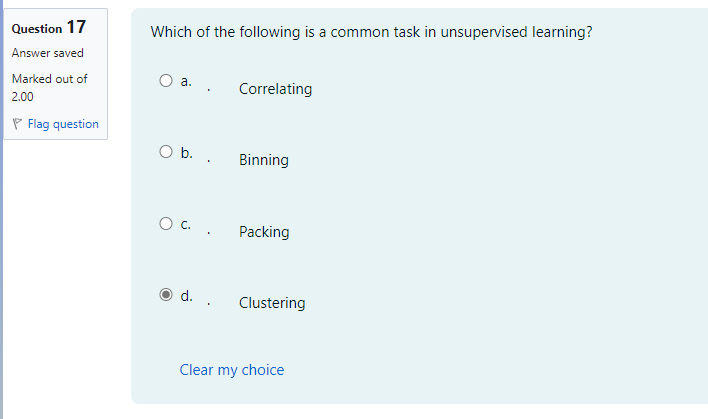 Question 17
Answer saved
Marked out of
2.00
Flag question
Which of the following is a common task in unsupervised learning?
a. . Correlating
b. . Binning
c. . Packing
d. . Clustering
Clear my choice